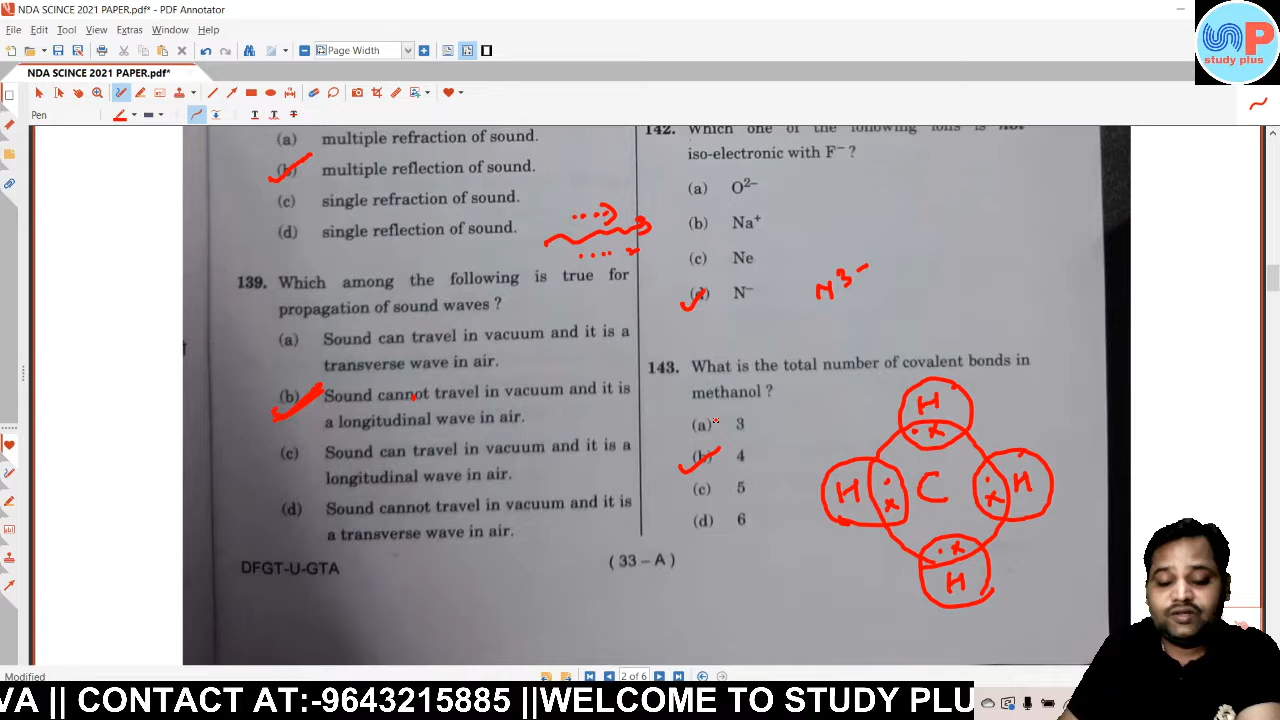 NDA SCINCE 2021 PAPER.pdf* - PDF Annotator
File Edit Tool View Extras Window Help
Page Width
NDA SCINCE 2021 PAPER.pdf*
Pen
(a) multiple refraction of sound.
(b) multiple reflection of sound.
(c) single refraction of sound.
(d) single reflection of sound.
139. Which among the following is true for
propagation of sound waves ?
(a) Sound can travel in vacuum and it is a
transverse wave in air.
(b) Sound cannot travel in vacuum and it is
a longitudinal wave in air.
(c) Sound can travel in vacuum and it is a
longitudinal wave in air.
(d) Sound cannot travel in vacuum and it is
a transverse wave in air.
DFGT-U-GTA
( 33 – A )
142. Which one of the following ions is not
iso-electronic with F⁻ ?
(a) O²⁻
(b) Na⁺
(c) Ne
(d) N⁻
N³⁻
143. What is the total number of covalent bonds in
methanol ?
(a) 3
(b) 4
(c) 5
(d) 6
H
H C H
H
UP
study plus
Modified
2 of 6
VA || CONTACT AT:-9643215885 ||WELCOME TO STUDY PLU